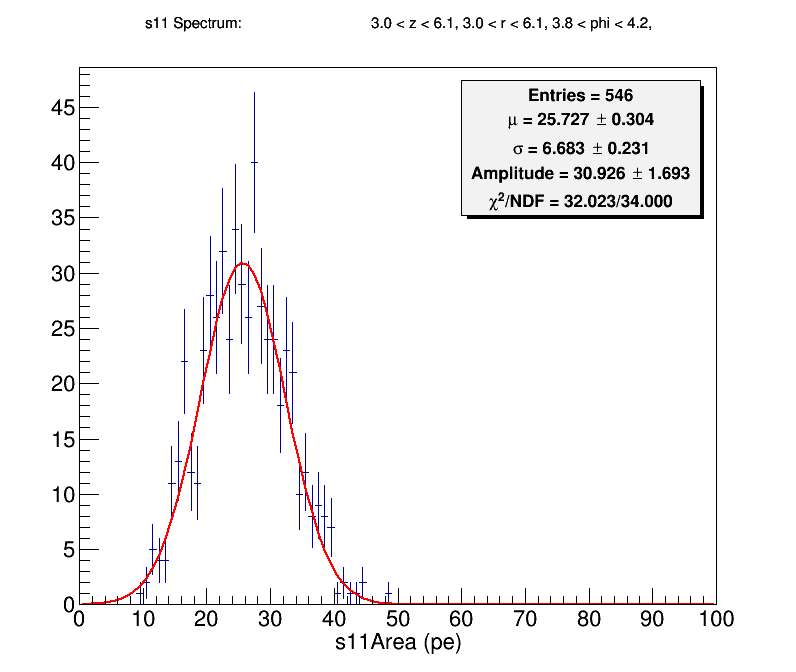 s11 Spectrum: 3.0 < z < 6.1, 3.0 < r < 6.1, 3.8 < phi < 4.2,
Entries = 546
μ = 25.727 ± 0.304
σ = 6.683 ± 0.231
Amplitude = 30.926 ± 1.693
χ²/NDF = 32.023/34.000
45
40
35
30
25
20
15
10
5
0
0 10 20 30 40 50 60 70 80 90 100
s11Area (pe)